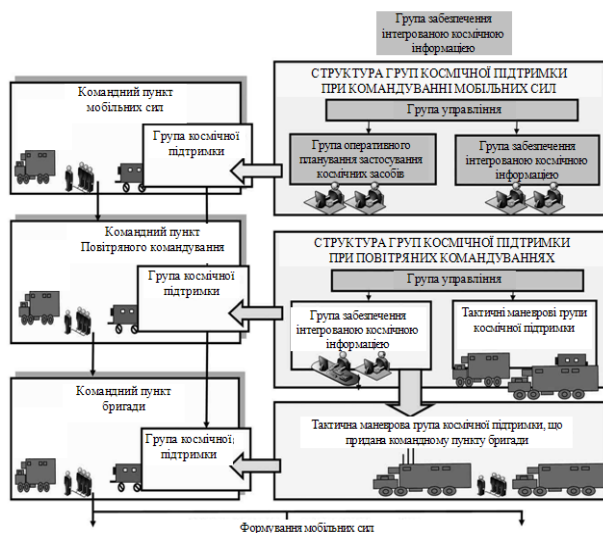 Група забезпечення
інтегрованою космічною
інформацією
Командний пункт
мобільних сил
Група космічної
підтримки
СТРУКТУРА ГРУП КОСМІЧНОЇ ПІДТРИМКИ
ПРИ КОМАНДУВАННІ МОБІЛЬНИХ СИЛ
Група управління
Група оперативного
планування застосування
космічних засобів
Група забезпечення
інтегрованою космічною
інформацією
Командний пункт
Повітряного командування
Група космічної
підтримки
СТРУКТУРА ГРУП КОСМІЧНОЇ ПІДТРИМКИ
ПРИ ПОВІТРЯНИХ КОМАНДУВАННЯХ
Група управління
Група забезпечення
інтегрованою космічною
інформацією
Тактичні маневрові групи
космічної підтримки
Командний пункт
бригади
Група космічної
підтримки
Тактична маневрова група космічної підтримки, що
придана командному пункту бригади
Формування мобільних сил